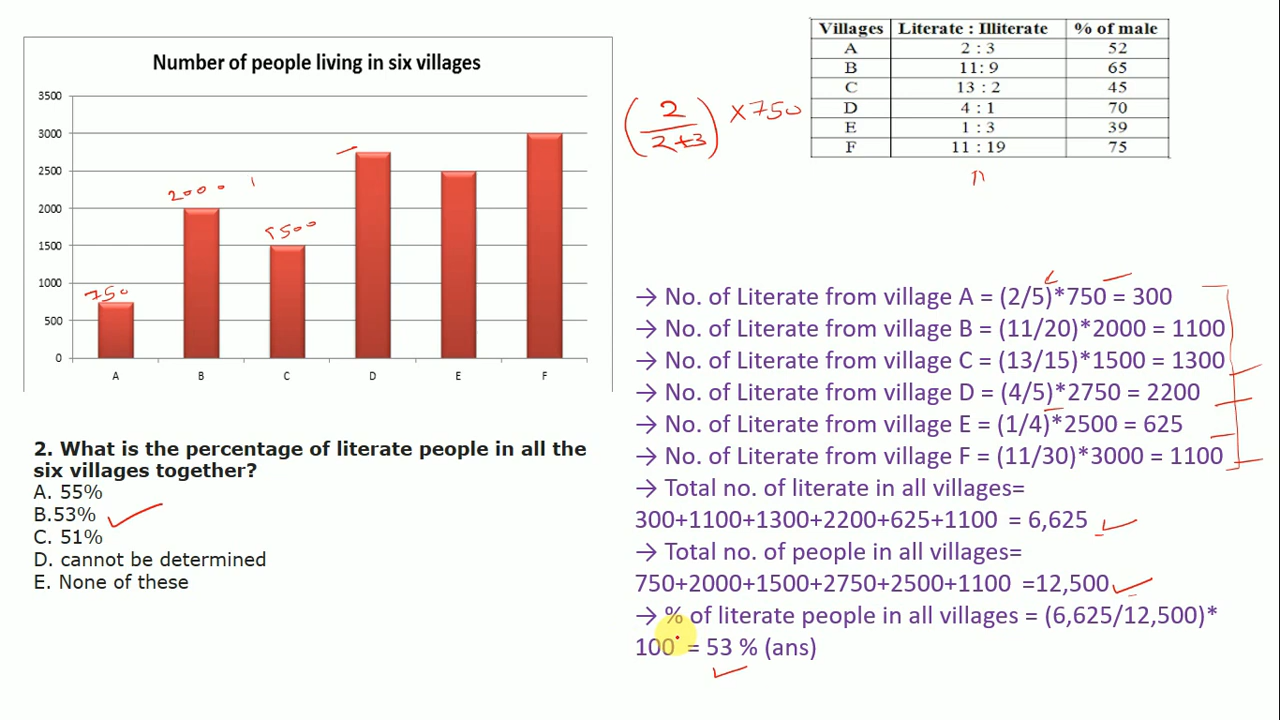 Number of people living in six villages
3500
3000
2500
2000
1500
1000
500
0
750
2000
1500
A B C D E F
Villages Literate : Illiterate % of male
A 2 : 3 52
B 11: 9 65
C 13 : 2 45
D 4 : 1 70
E 1 : 3 39
F 11 : 19 75
(2/2+3) ×750
2. What is the percentage of literate people in all the
six villages together?
A. 55%
B.53%
C. 51%
D. cannot be determined
E. None of these
→ No. of Literate from village A = (2/5)*750 = 300
→ No. of Literate from village B = (11/20)*2000 = 1100
→ No. of Literate from village C = (13/15)*1500 = 1300
→ No. of Literate from village D = (4/5)*2750 = 2200
→ No. of Literate from village E = (1/4)*2500 = 625
→ No. of Literate from village F = (11/30)*3000 = 1100
→ Total no. of literate in all villages=
300+1100+1300+2200+625+1100 = 6,625
→ Total no. of people in all villages=
750+2000+1500+2750+2500+1100 =12,500
→ % of literate people in all villages = (6,625/12,500)*
100 = 53 % (ans)